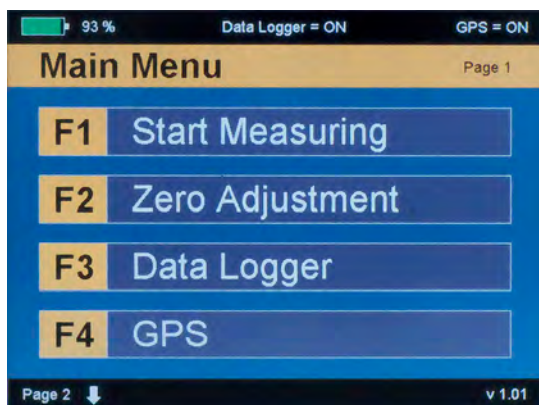 93 % Data Logger = ON GPS = ON
Main Menu Page 1
F1 Start Measuring
F2 Zero Adjustment
F3 Data Logger
F4 GPS
Page 2 v 1.01